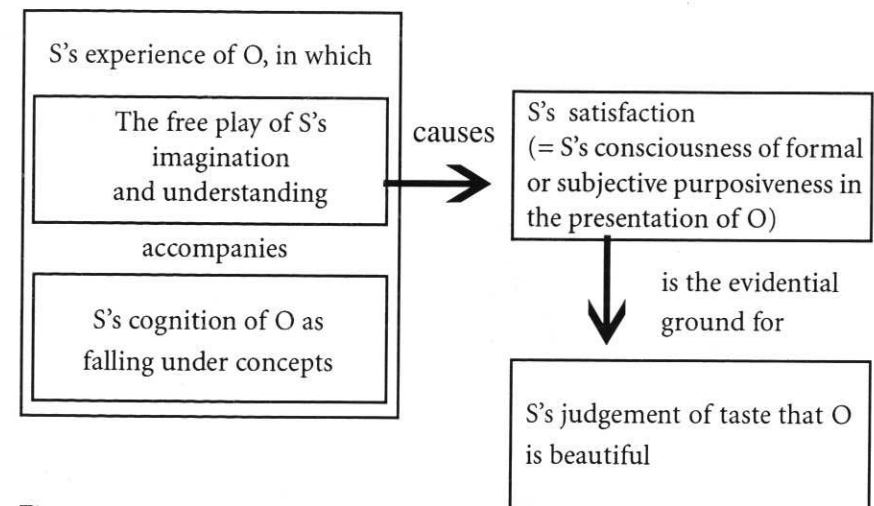 S’s experience of O, in which
The free play of S’s
imagination
and understanding
accompanies
S’s cognition of O as
falling under concepts
causes
S’s satisfaction
(= S’s consciousness of formal
or subjective purposiveness in
the presentation of O)
is the evidential
ground for
S’s judgement of taste that O
is beautiful